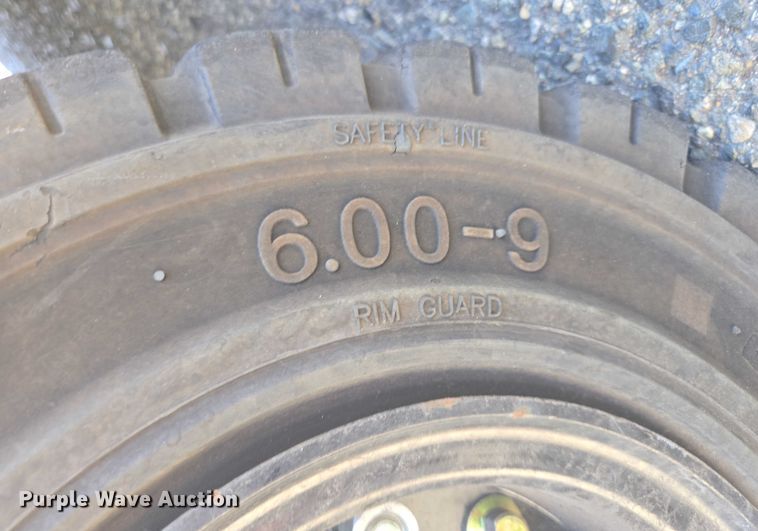 SAFETY LINE
6.00-9
RIM GUARD
Purple Wave Auction